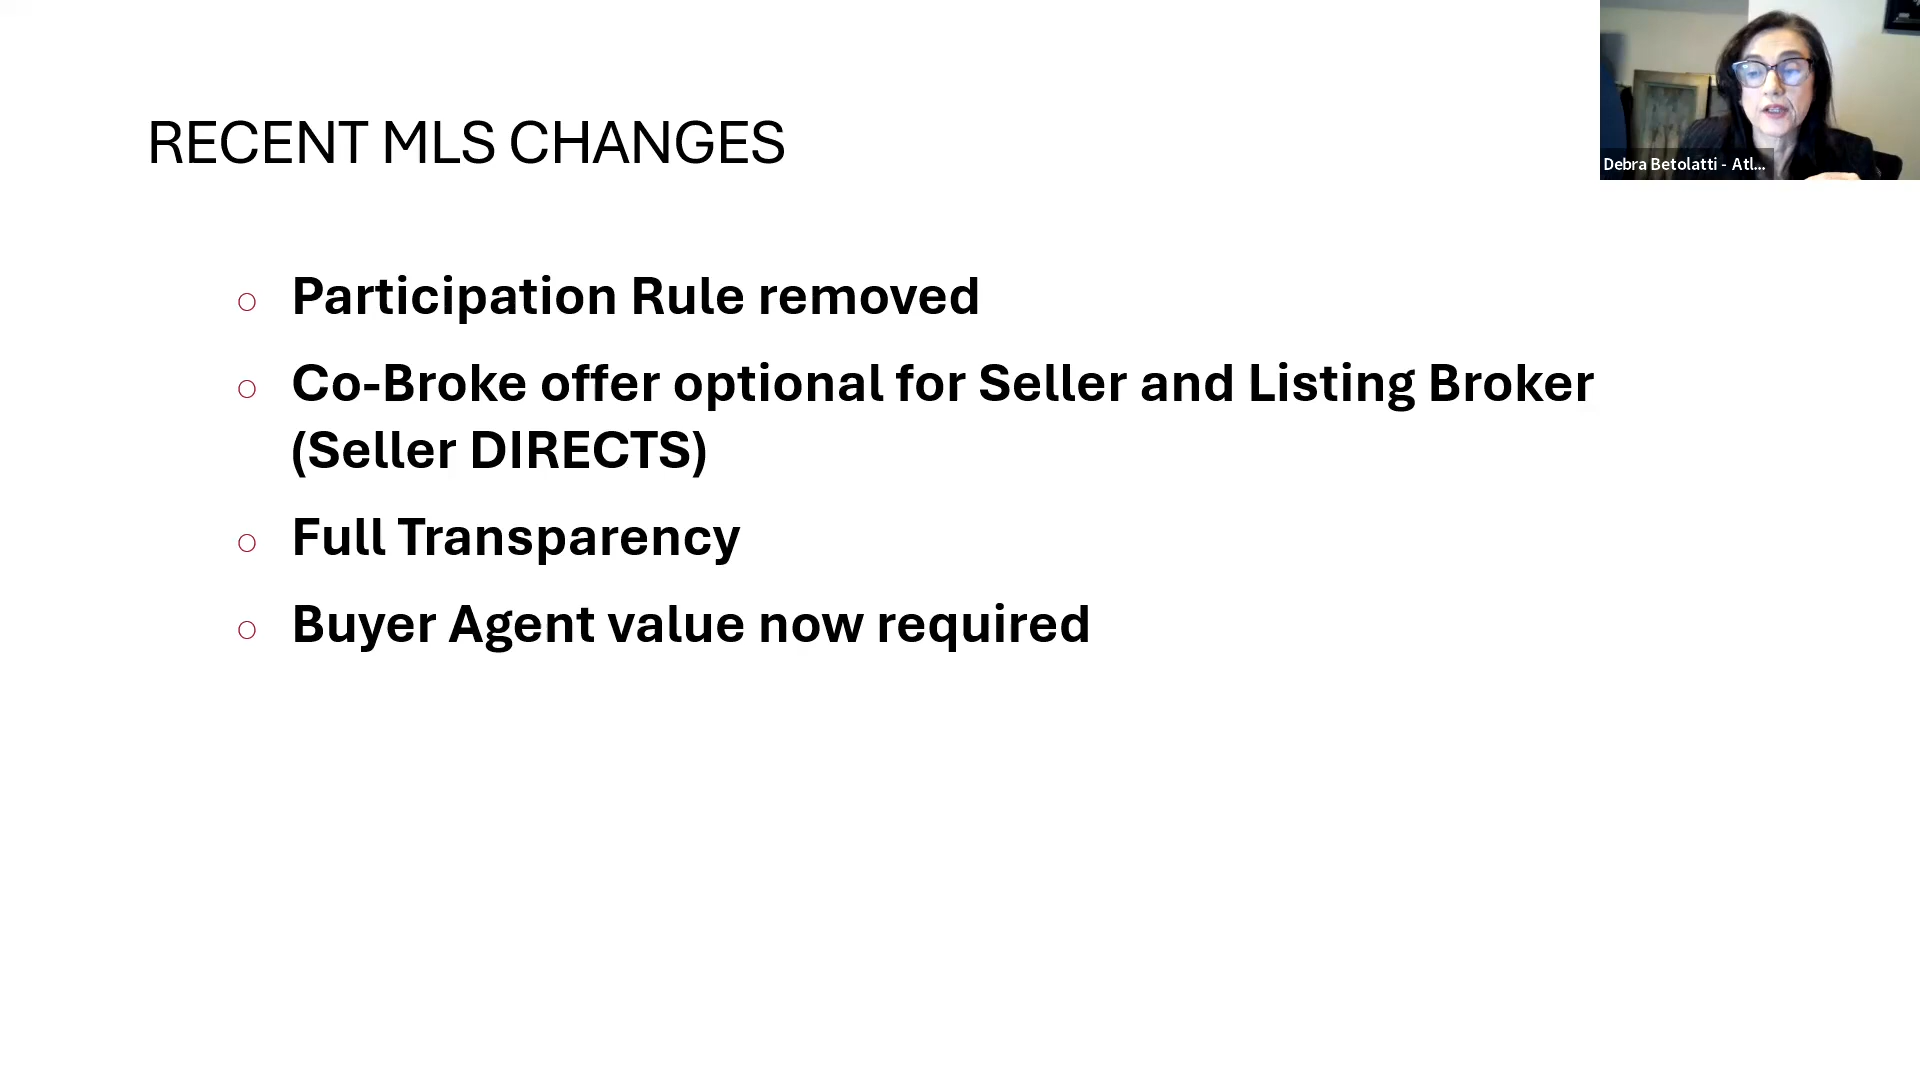 RECENT MLS CHANGES
Participation Rule removed
Co-Broke offer optional for Seller and Listing Broker
(Seller DIRECTS)
Full Transparency
Buyer Agent value now required
Debra Betolatti - Atl...